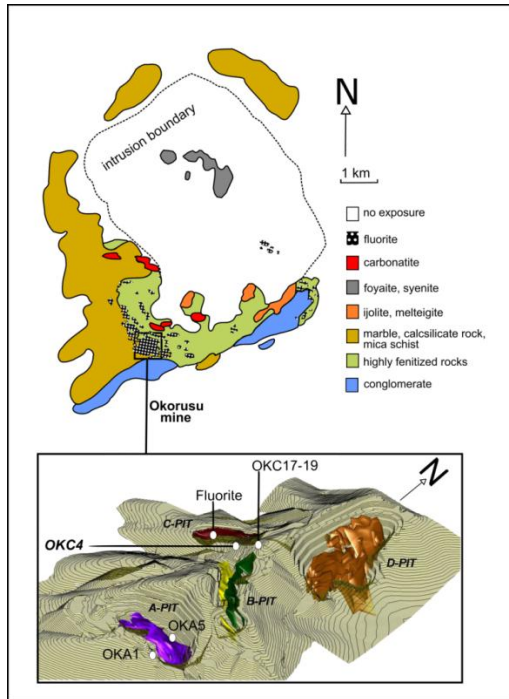 N
intrusion boundary
1 km
no exposure
fluorite
carbonatite
foyaite, syenite
ijolite, melteigite
marble, calcsilicate rock,
mica schist
highly fenitized rocks
conglomerate
Okorusu
mine
OKC17-19
N
Fluorite
C-PIT
OKC4
D-PIT
B-PIT
A-PIT
OKA5
OKA1